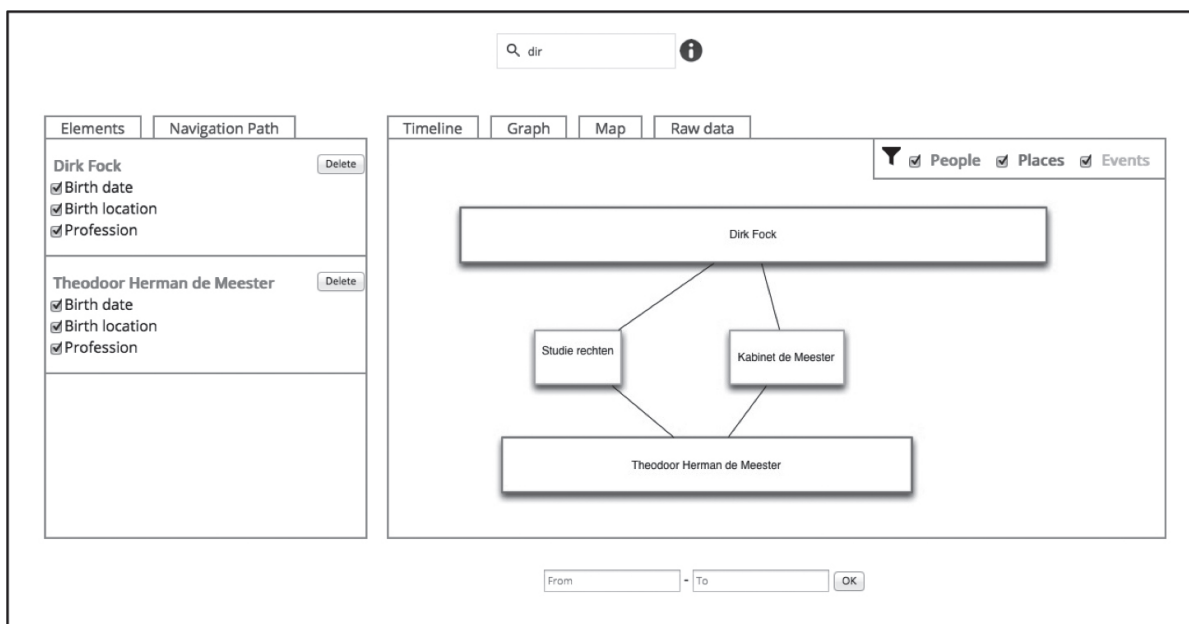 dir
Elements
Navigation Path
Dirk Fock
Delete
Birth date
Birth location
Profession
Theodoor Herman de Meester
Delete
Birth date
Birth location
Profession
Timeline
Graph
Map
Raw data
People
Places
Events
Dirk Fock
Studie rechten
Kabinet de Meester
Theodoor Herman de Meester
From
-
To
OK